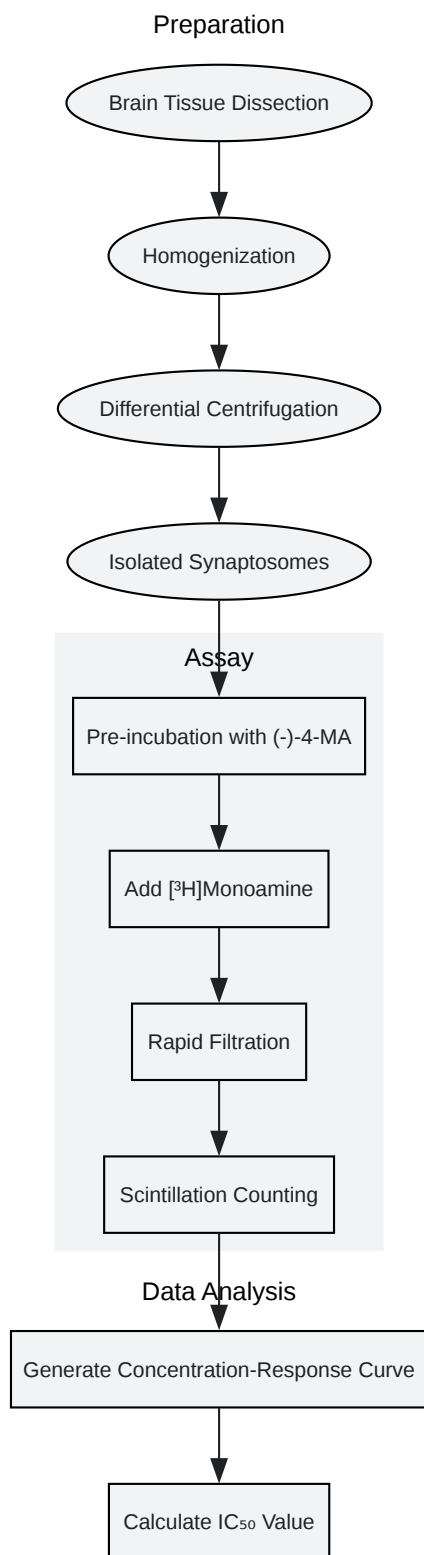 Preparation
Brain Tissue Dissection
Homogenization
Differential Centrifugation
Isolated Synaptosomes
Assay
Pre-incubation with (-)-4-MA
Add [³H]Monoamine
Rapid Filtration
Scintillation Counting
Data Analysis
Generate Concentration-Response Curve
Calculate IC₅₀ Value